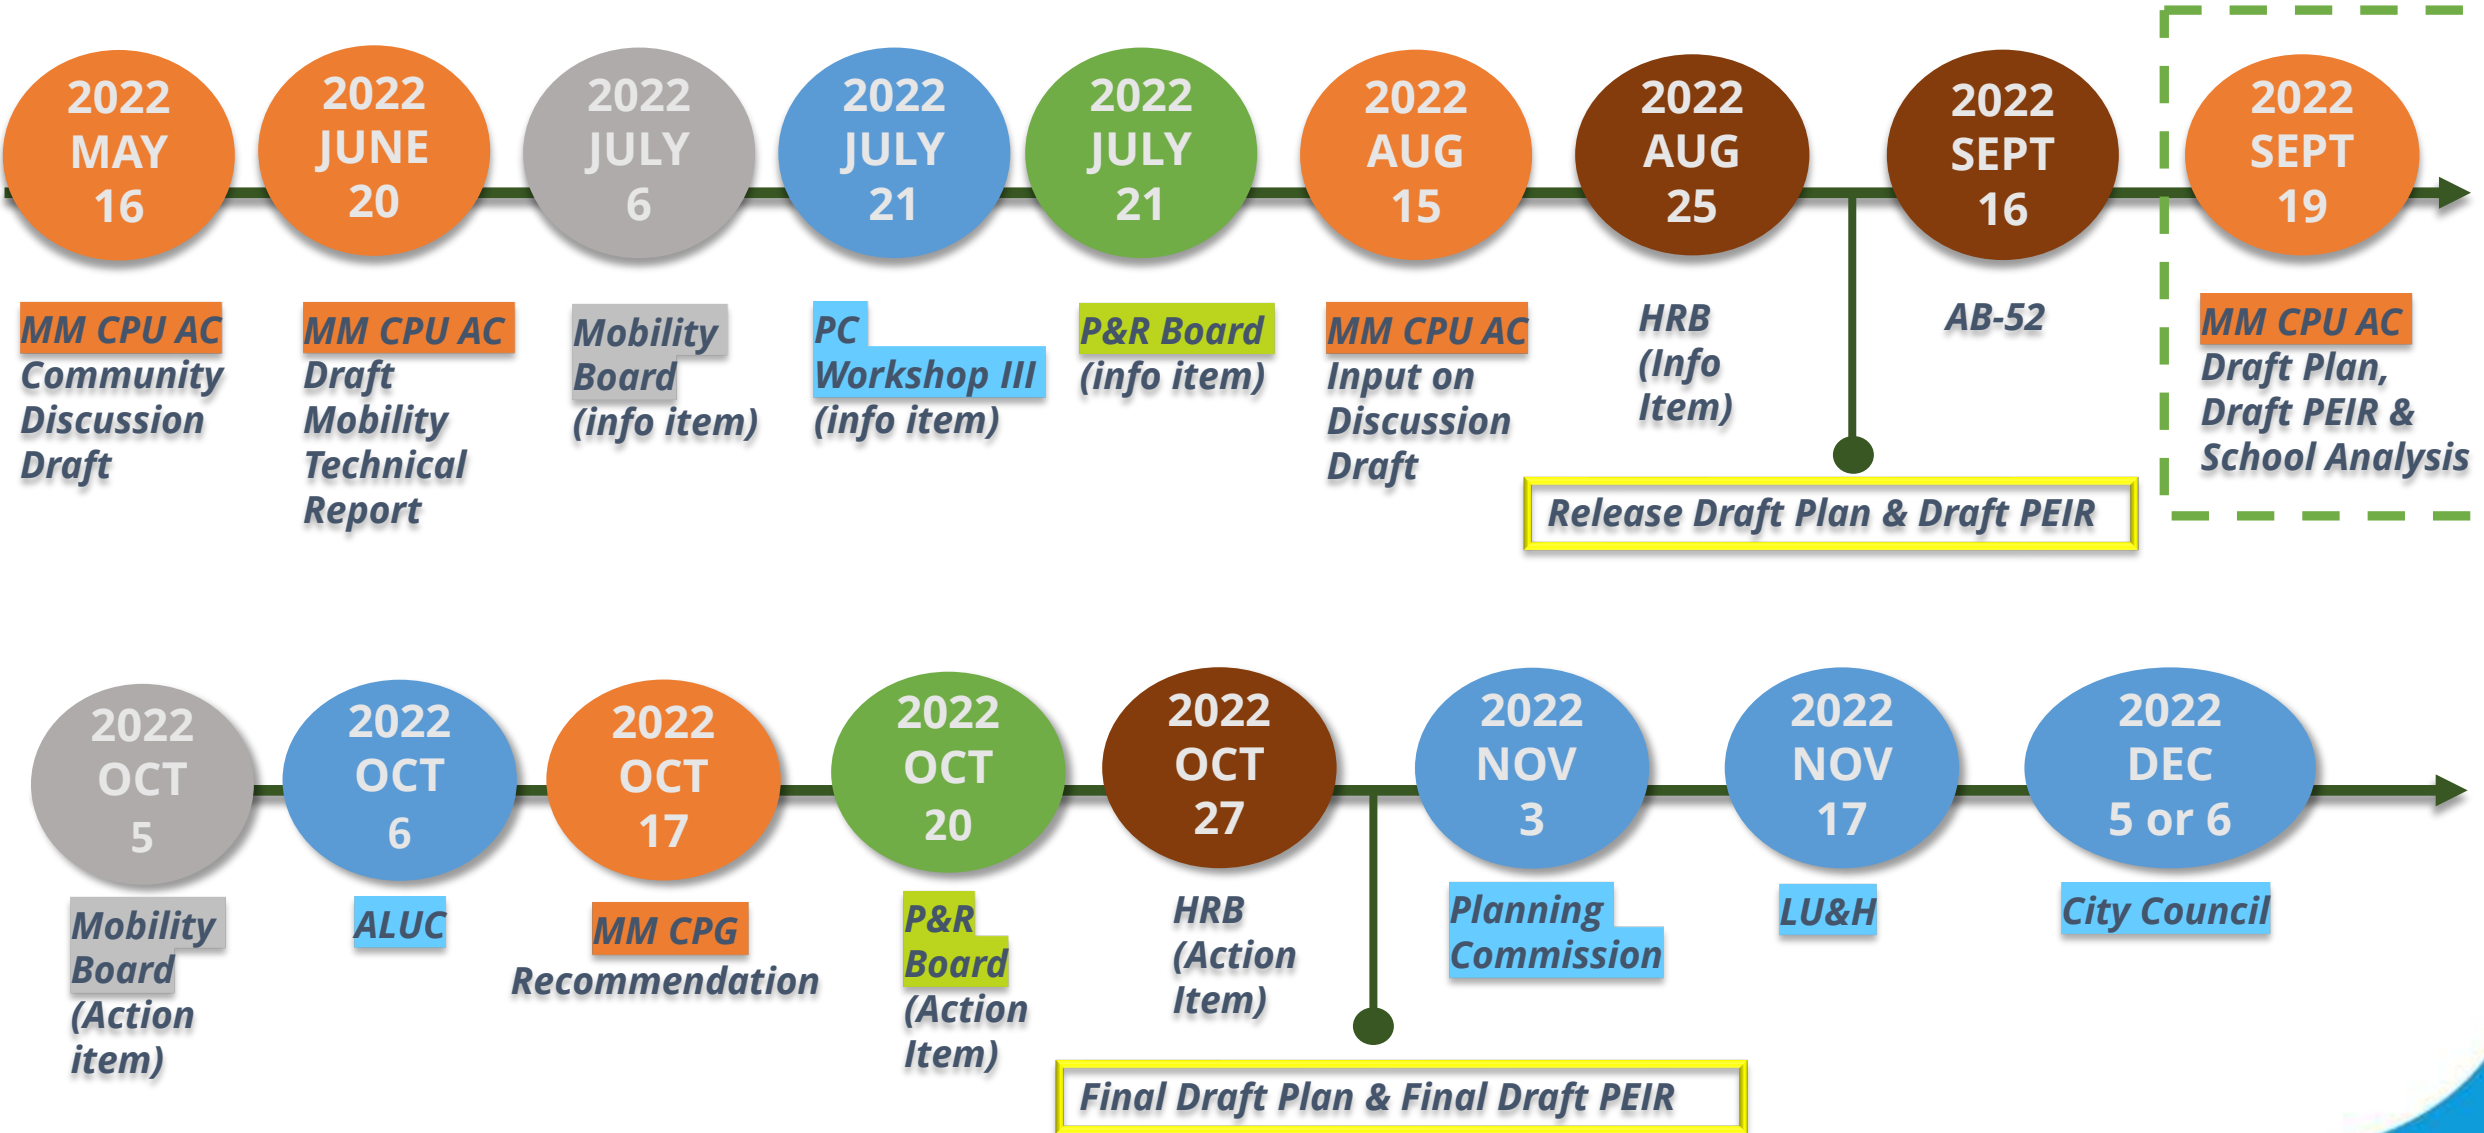 2022
MAY
16
2022
JUNE
20
2022
JULY
6
2022
JULY
21
2022
JULY
21
2022
AUG
15
2022
AUG
25
2022
SEPT
16
2022
SEPT
19
MM CPU AC
Community
Discussion
Draft
MM CPU AC
Draft
Mobility
Technical
Report
Mobility
Board
(info item)
PC
Workshop III
(info item)
P&R Board
(info item)
MM CPU AC
Input on
Discussion
Draft
HRB
(Info
Item)
AB-52
MM CPU AC
Draft Plan,
Draft PEIR &
School Analysis
Release Draft Plan & Draft PEIR
2022
OCT
5
2022
OCT
6
2022
OCT
17
2022
OCT
20
2022
OCT
27
2022
NOV
3
2022
NOV
17
2022
DEC
5 or 6
Mobility
Board
(Action
item)
ALUC
MM CPG
Recommendation
P&R
Board
(Action
Item)
HRB
(Action
Item)
Planning
Commission
LU&H
City Council
Final Draft Plan & Final Draft PEIR